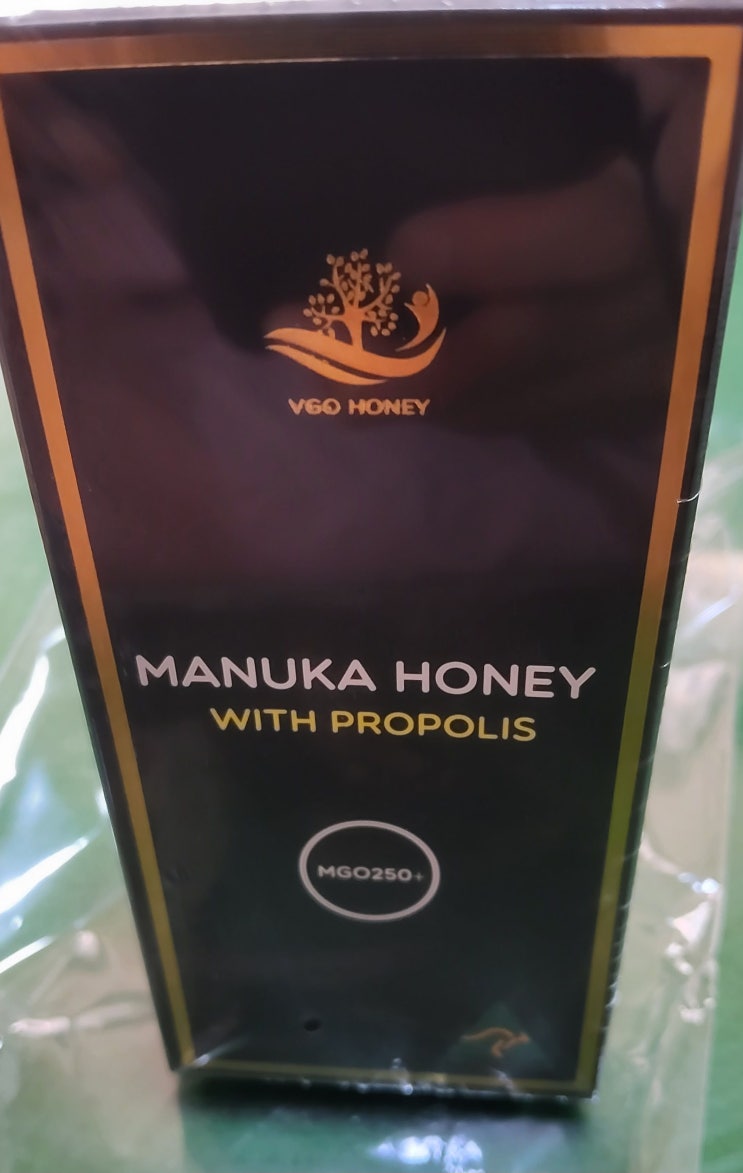 VGO HONEY
MANUKA HONEY
WITH PROPOLIS
MGO250+